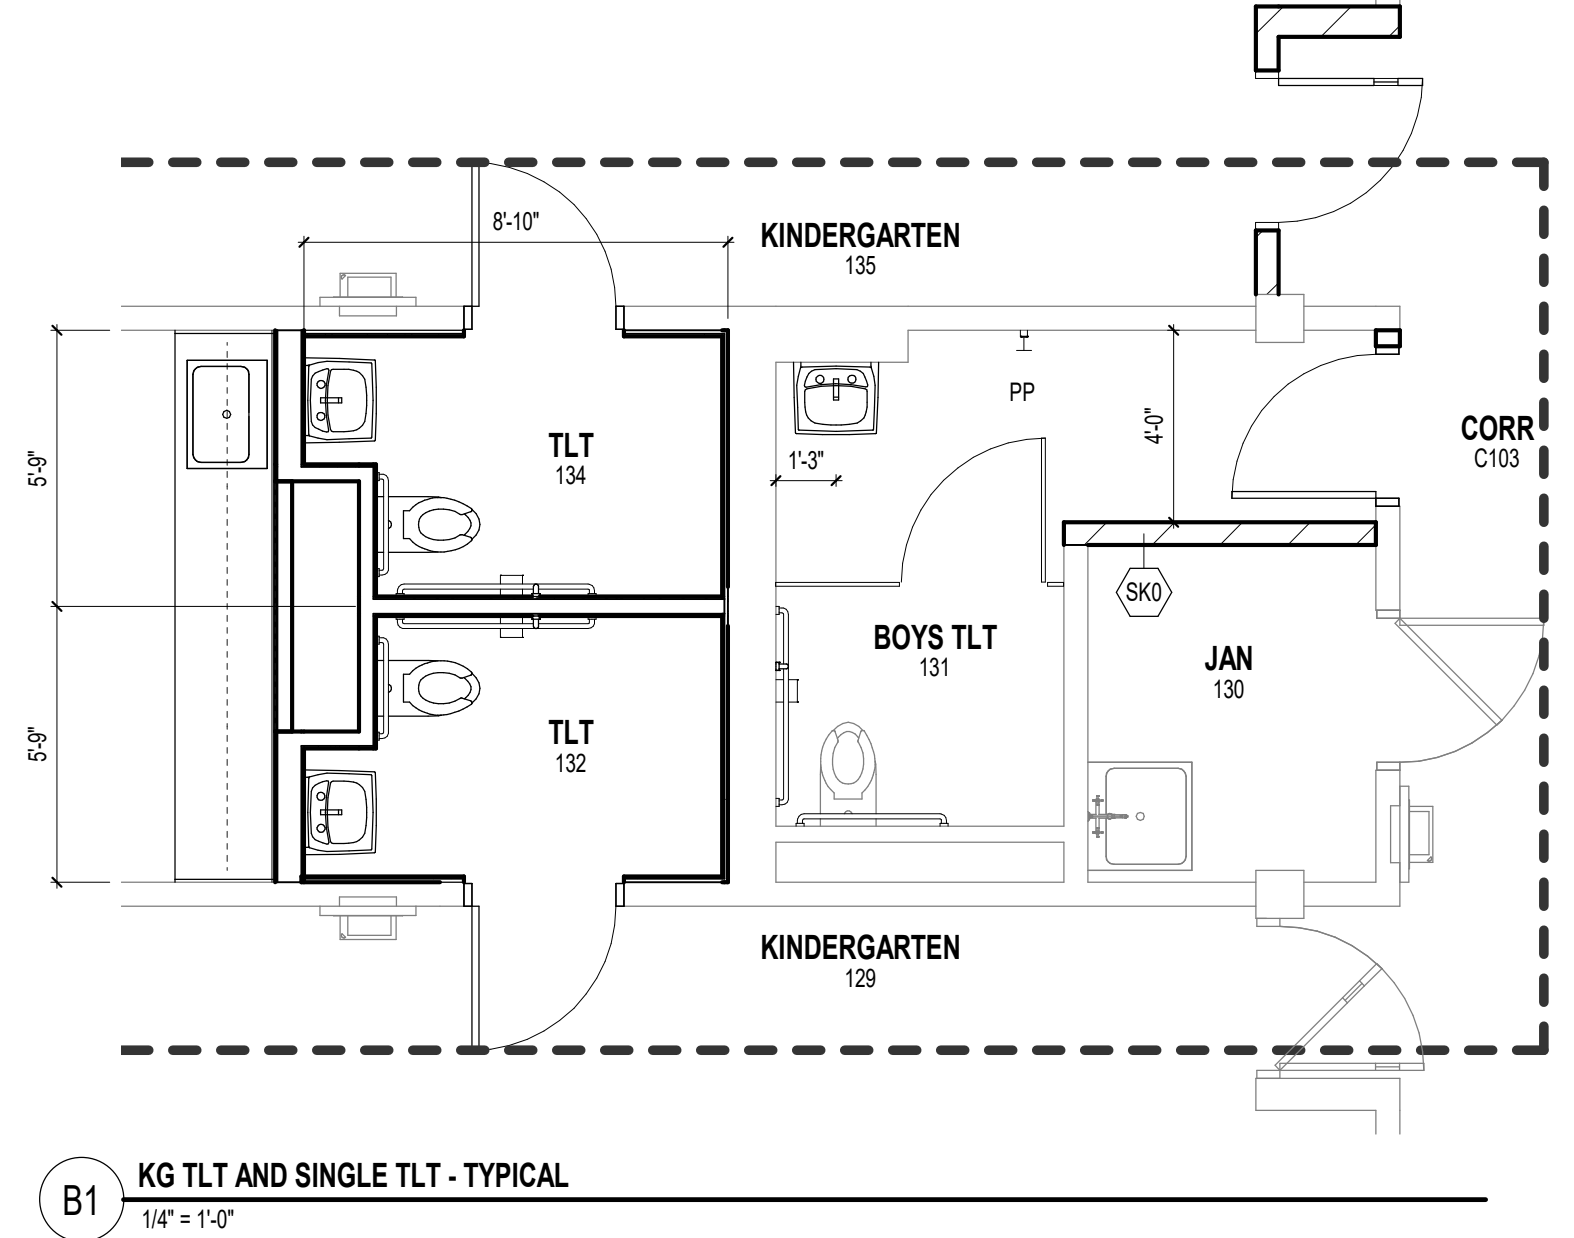 8'-10"
KINDERGARTEN
135
PP
4'-0"
CORR
C103
1'-3"
TLT
134
5'-9"
SK0
BOYS TLT
131
JAN
130
TLT
132
5'-9"
KINDERGARTEN
129
B1
KG TLT AND SINGLE TLT - TYPICAL
1/4" = 1'-0"